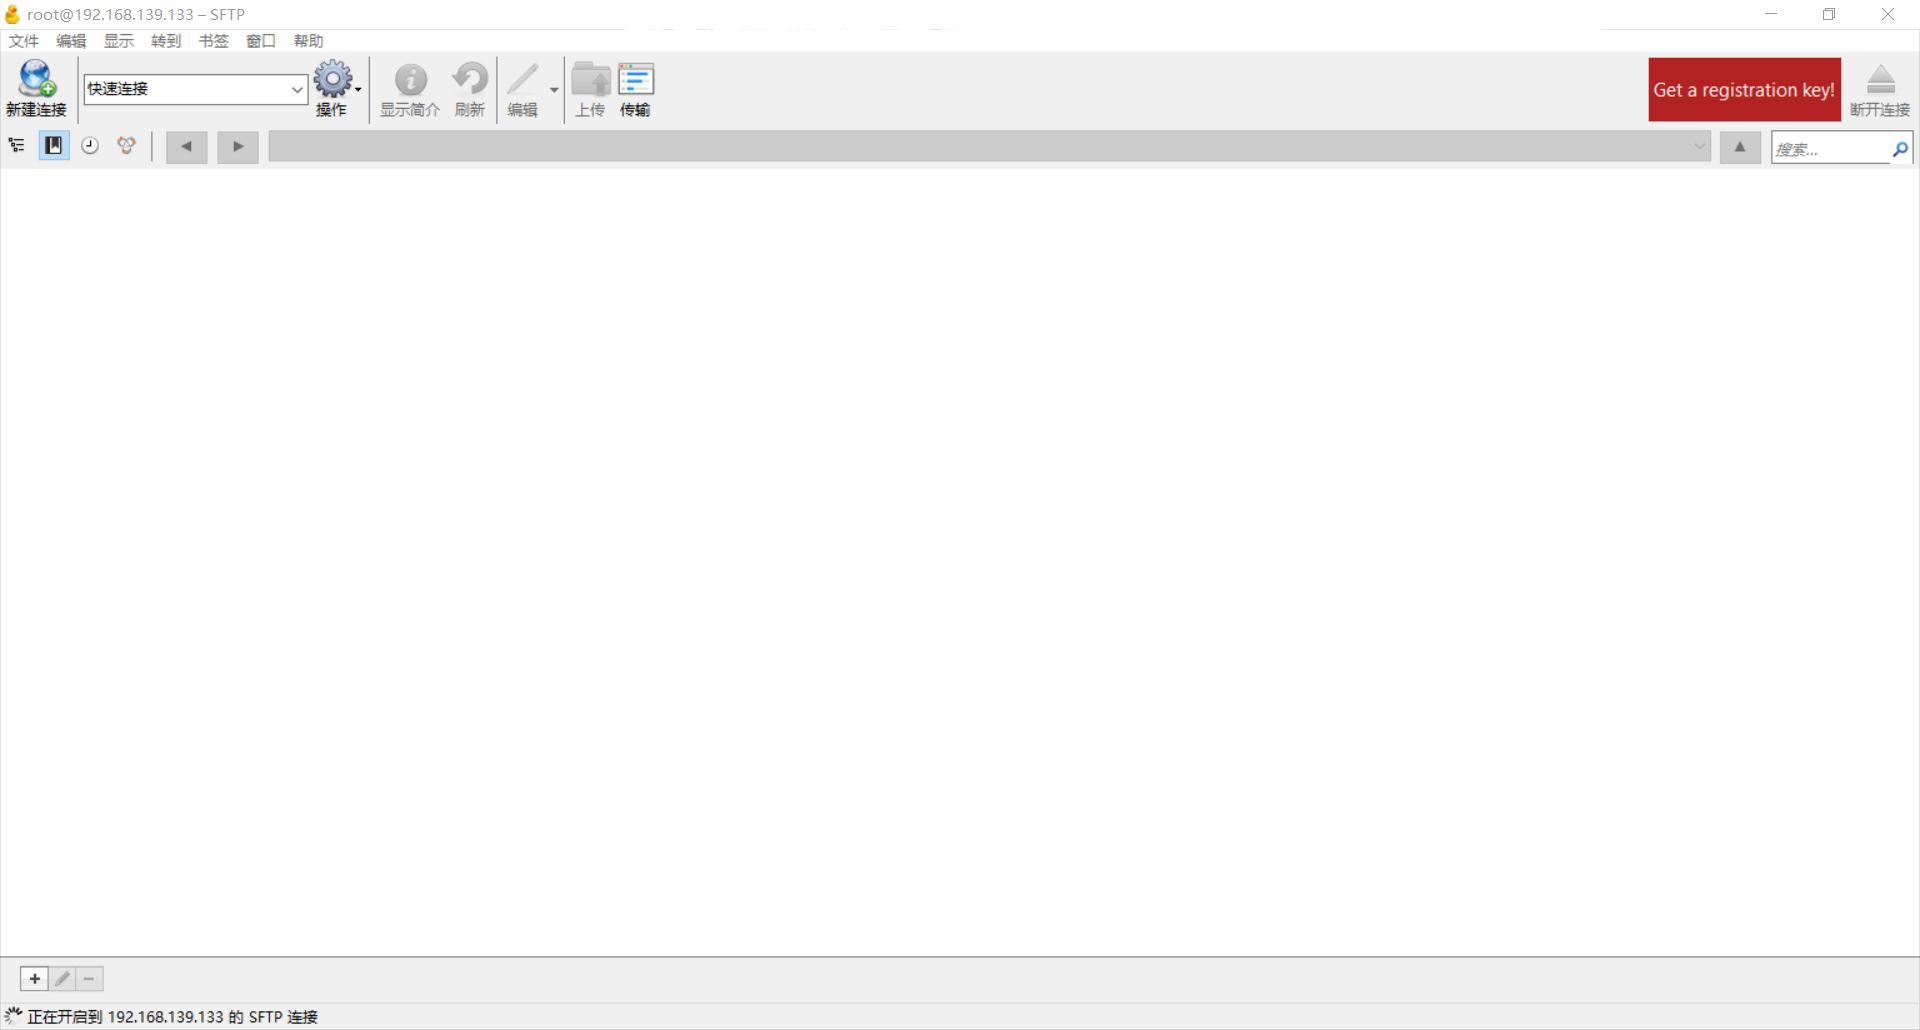 root@192.168.139.133 – SFTP
文件 编辑 显示 转到 书签 窗口 帮助
新建连接 快速连接 操作 显示简介 刷新 编辑 上传 传输 Get a registration key! 断开连接
搜索...
正在开启到 192.168.139.133 的 SFTP 连接